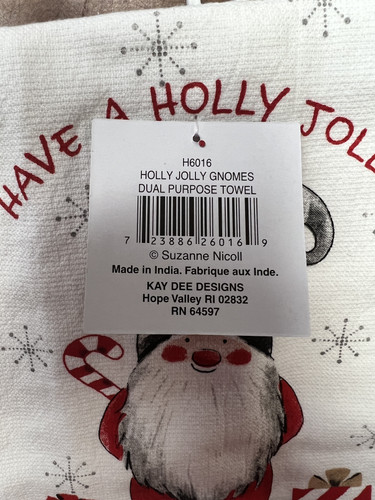 HAVE A HOLLY JOLL
H6016
HOLLY JOLLY GNOMES
DUAL PURPOSE TOWEL
7 23886 26016 9
© Suzanne Nicoll
Made in India. Fabrique aux Inde.
KAY DEE DESIGNS
Hope Valley RI 02832
RN 64597